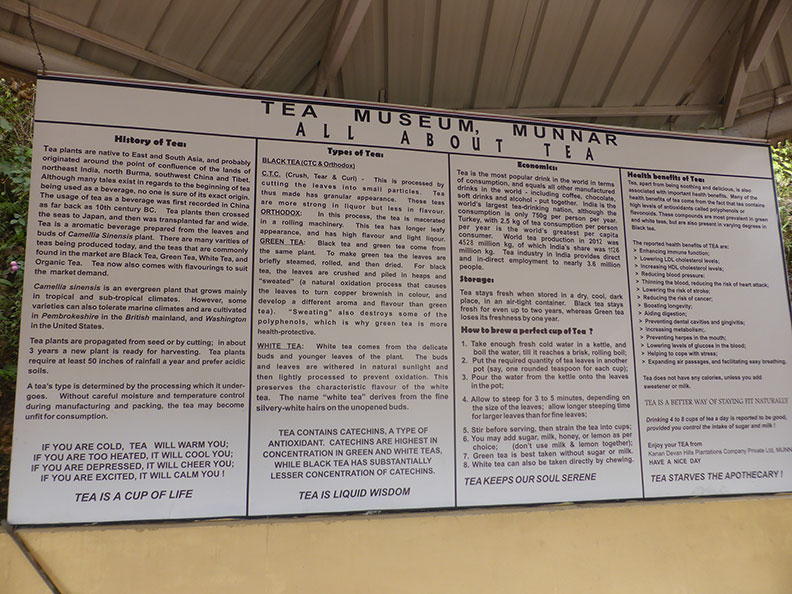 TEA MUSEUM, MUNNAR
ALL ABOUT TEA
History of Tea:
Tea plants are native to East and South Asia, and probably
originated around the point of confluence of the lands of
northeast India, north Burma, southwest China and Tibet.
Although many tales exist in regards to the beginning of tea
being used as a beverage, no one is sure of its exact origin.
The usage of tea as a beverage was first recorded in China
as far back as 10th century BC. Tea plants then crossed
the seas to Japan, and then was transplanted far and wide.
Tea is a aromatic beverage prepared from the leaves and
buds of Camellia Sinensis plant. There are many varities of
teas being produced today, and the teas that are commonly
found in the market are Black Tea, Green Tea, White Tea, and
Organic Tea. Tea now also comes with flavourings to suit
the market demand.
Camellia sinensis is an evergreen plant that grows mainly
in tropical and sub-tropical climates. However, some
varieties can also tolerate marine climates and are cultivated
in Pembrokeshire in the British mainland, and Washington
in the United States.
Tea plants are propagated from seed or by cutting; in about
3 years a new plant is ready for harvesting. Tea plants
require at least 50 inches of rainfall a year and prefer acidic
soils.
A tea's type is determined by the processing which it under-
goes. Without careful moisture and temperature control
during manufacturing and packing, the tea may become
unfit for consumption.
IF YOU ARE COLD, TEA WILL WARM YOU;
IF YOU ARE TOO HEATED, IT WILL COOL YOU;
IF YOU ARE DEPRESSED, IT WILL CHEER YOU;
IF YOU ARE EXCITED, IT WILL CALM YOU !
TEA IS A CUP OF LIFE
Types of Tea:
BLACK TEA (CTC & Orthodox)
C.T.C. (Crush, Tear & Curl) - This is processed by
cutting the leaves into small particles. Tea
thus made has granular appearance. These teas
are more strong in liquor but less in flavour.
ORTHODOX: In this process, the tea is macerated
in a rolling machinery. This tea has longer leafy
appearance, and has high flavour and light liqour.
GREEN TEA: Black tea and green tea come from
the same plant. To make green tea the leaves are
briefly steamed, rolled, and then dried. For black
tea, the leaves are crushed and piled in heaps and
"sweated" (a natural oxidation process that causes
the leaves to turn copper brownish in colour, and
develop a different aroma and flavour than green
tea). "Sweating" also destroys some of the
polyphenols, which is why green tea is more
health-protective.
WHITE TEA: White tea comes from the delicate
buds and younger leaves of the plant. The buds
and leaves are withered in natural sunlight and
then lightly processed to prevent oxidation. This
preserves the characteristic flavour of the white
tea. The name "white tea" derives from the fine
silvery-white hairs on the unopened buds.
TEA CONTAINS CATECHINS, A TYPE OF
ANTIOXIDANT. CATECHINS ARE HIGHEST IN
CONCENTRATION IN GREEN AND WHITE TEAS,
WHILE BLACK TEA HAS SUBSTANTIALLY
LESSER CONCENTRATION OF CATECHINS.
TEA IS LIQUID WISDOM
Economics:
Tea is the most popular drink in the world in terms
of consumption, and equals all other manufactured
drinks in the world - including coffee, chocolate,
soft drinks and alcohol - put together. India is the
world's largest tea-drinking nation, although the
consumption is only 750g per person per year,
Turkey, with 2.5 kg of tea consumption per person
per year is the world's greatest per capita
consumer. World tea production in 2012 was
4528 million kg, of which India's share was 1126
million kg. Tea industry in India provides direct
and in-direct employment to nearly 3.6 million
people.
Storage:
Tea stays fresh when stored in a dry, cool, dark
place, in an air-tight container. Black tea stays
fresh for even up to two years, whereas Green tea
loses its freshness by one year.
How to brew a perfect cup of Tea ?
1. Take enough fresh cold water in a kettle, and
boil the water, till it reaches a brisk, rolling boil;
2. Put the required quantity of tea leaves in another
pot (say, one rounded teaspoon for each cup);
3. Pour the water from the kettle onto the leaves
in the pot;
4. Allow to steep for 3 to 5 minutes, depending on
the size of the leaves; allow longer steeping time
for larger leaves than for fine leaves;
5. Stir before serving, then strain the tea into cups;
6. You may add sugar, milk, honey, or lemon as per
choice; (don't use milk & lemon together);
7. Green tea is best taken without sugar or milk.
8. White tea can also be taken directly by chewing.
TEA KEEPS OUR SOUL SERENE
Health benefits of Tea:
Tea, apart from being soothing and delicious, is also
associated with important health benefits. Many of the
health benefits of tea come from the fact that tea contains
high levels of antioxidants called polyphenols or
flavonoids. These compounds are most prevalent in green
and white teas, but are also present in varying degrees in
Black tea.
The reported health benefits of TEA are:
> Enhancing immune function;
> Lowering LDL cholesterol levels;
> Increasing HDL cholesterol levels;
> Reducing blood pressure;
> Thinning the blood, reducing the risk of heart attack;
> Lowering the risk of stroke;
> Reducing the risk of cancer;
> Boosting longevity;
> Aiding digestion;
> Preventing dental cavities and gingivitis;
> Increasing metabolism;
> Preventing herpes in the mouth;
> Lowering levels of glucose in the blood;
> Helping to cope with stress;
> Expanding air passages, and facilitating easy breathing,
Tea does not have any calories, unless you add
sweetener or milk.
TEA IS A BETTER WAY OF STAYING FIT NATURALLY
Drinking 4 to 8 cups of tea a day is reported to be good,
provided you control the intake of sugar and milk !
Enjoy your TEA from
Kanan Devan Hills Plantations Company Private Ltd, MUNN
HAVE A NICE DAY
TEA STARVES THE APOTHECARY !